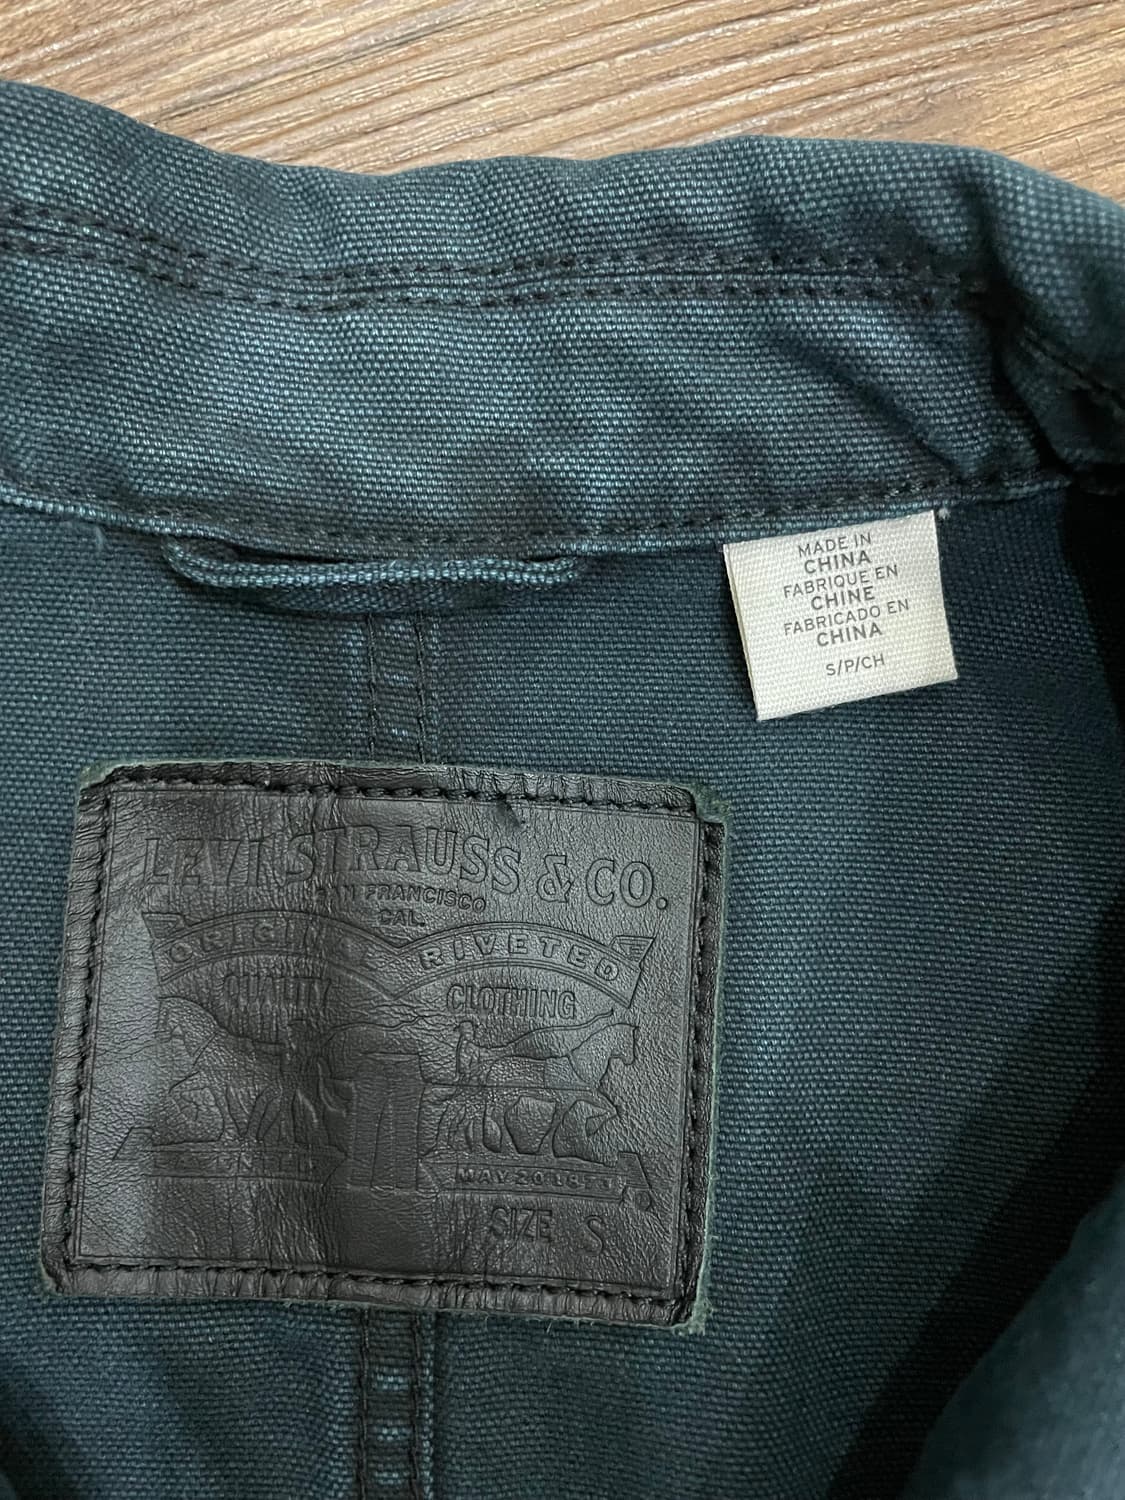 MADE IN
CHINA
FABRIQUE EN
CHINE
FABRICADO EN
CHINA
S/P/CH
LEVI STRAUSS & CO.
SAN FRANCISCO
CAL.
RIVETED
QUALITY CLOTHING
SIZE S